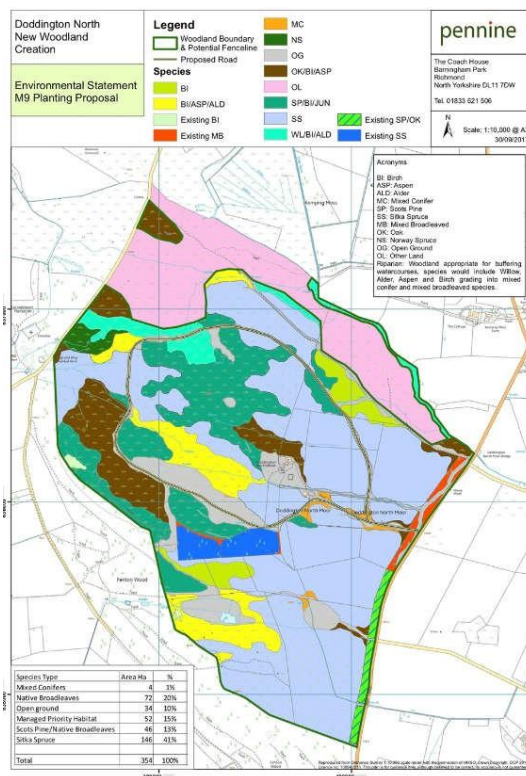 Doddington North
New Woodland
Creation
Environmental Statement
M9 Planting Proposal
Legend
Woodland Boundary
& Potential Fenceline
Proposed Road
Species
BI
BI/ASP/ALD
Existing BI
Existing MB
MC
NS
OG
OK/BI/ASP
OL
SP/BI/JUN
SS
WL/BI/ALD
Existing SP/OK
Existing SS
pennine
The Coach House
Barningham Park
Richmond
North Yorkshire DL11 7DW
Tel. 01833 621 506
N
Scale: 1:10,000 @ A
30/09/201
Acronyms
BI: Birch
ASP: Aspen
ALD: Alder
MC: Mixed Conifer
SP: Scots Pine
SS: Sitka Spruce
MB: Mixed Broadleaved
OK: Oak
NS: Norway Spruce
OG: Open Ground
OL: Other Land
Riparian: Woodland appropriate for buffering
watercourses, species would include Willow,
Alder, Aspen and Birch grading into mixed
conifer and mixed broadleaved species.
Doddington North Moor
Fenton Wood
Species Type Area Ha %
Mixed Conifers 4 1%
Native Broadleaves 72 20%
Open ground 34 10%
Managed Priority Habitat 52 15%
Scots Pine/Native Broadleaves 46 13%
Sitka Spruce 146 41%
Total 354 100%